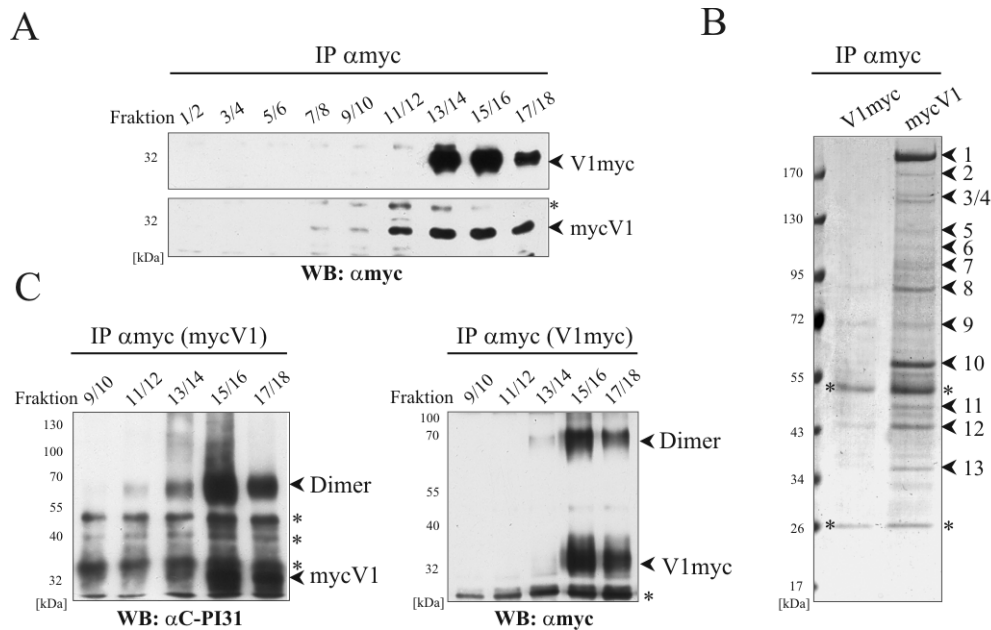 A
IP αmyc
Fraktion 1/2 3/4 5/6 7/8 9/10 11/12 13/14 15/16 17/18
32
V1myc
32
*
mycV1
[kDa]
WB: αmyc
B
IP αmyc
V1myc mycV1
170
130
95
72
55
43
34
26
17
[kDa]
1
2
3/4
5
6
7
8
9
10
* *
11
12
13
* *
C
IP αmyc (mycV1)
Fraktion 9/10 11/12 13/14 15/16 17/18
130
100
70
55
40
32
[kDa]
Dimer
*
*
*
mycV1
WB: αC-PI31
IP αmyc (V1myc)
Fraktion 9/10 11/12 13/14 15/16 17/18
100
70
55
40
32
[kDa]
Dimer
V1myc
*
WB: αmyc